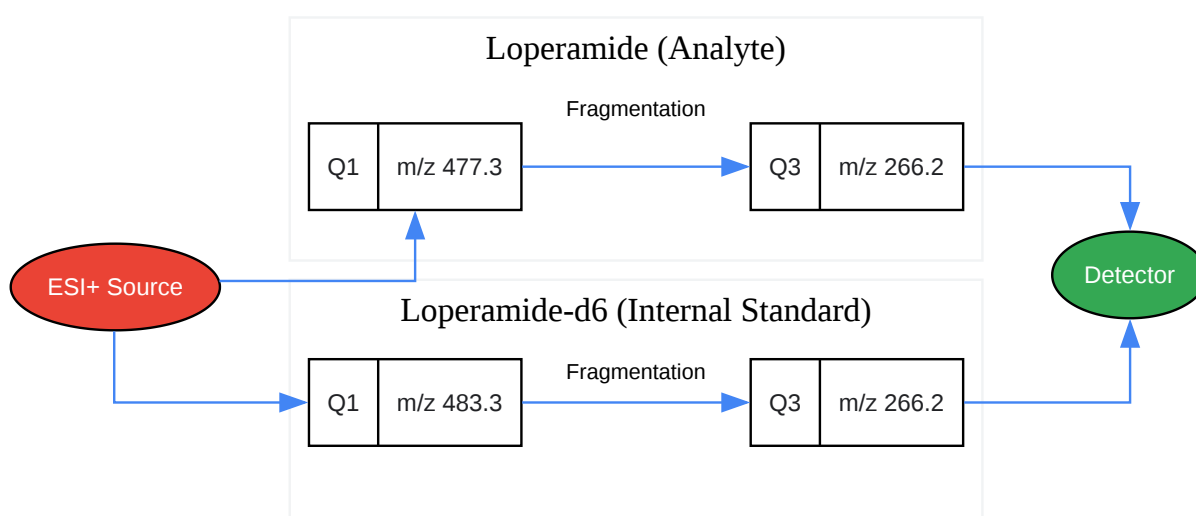 Loperamide (Analyte)
Fragmentation
Q1 m/z 477.3 Q3 m/z 266.2
ESI+ Source
Detector
Loperamide-d6 (Internal Standard)
Fragmentation
Q1 m/z 483.3 Q3 m/z 266.2